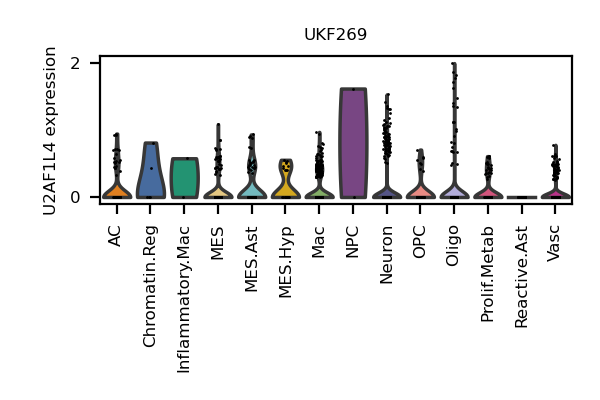 UKF269
U2AF1L4 expression
2
0
AC
Chromatin.Reg
Inflammatory.Mac
MES
MES.Ast
MES.Hyp
Mac
NPC
Neuron
OPC
Oligo
Prolif.Metab
Reactive.Ast
Vasc